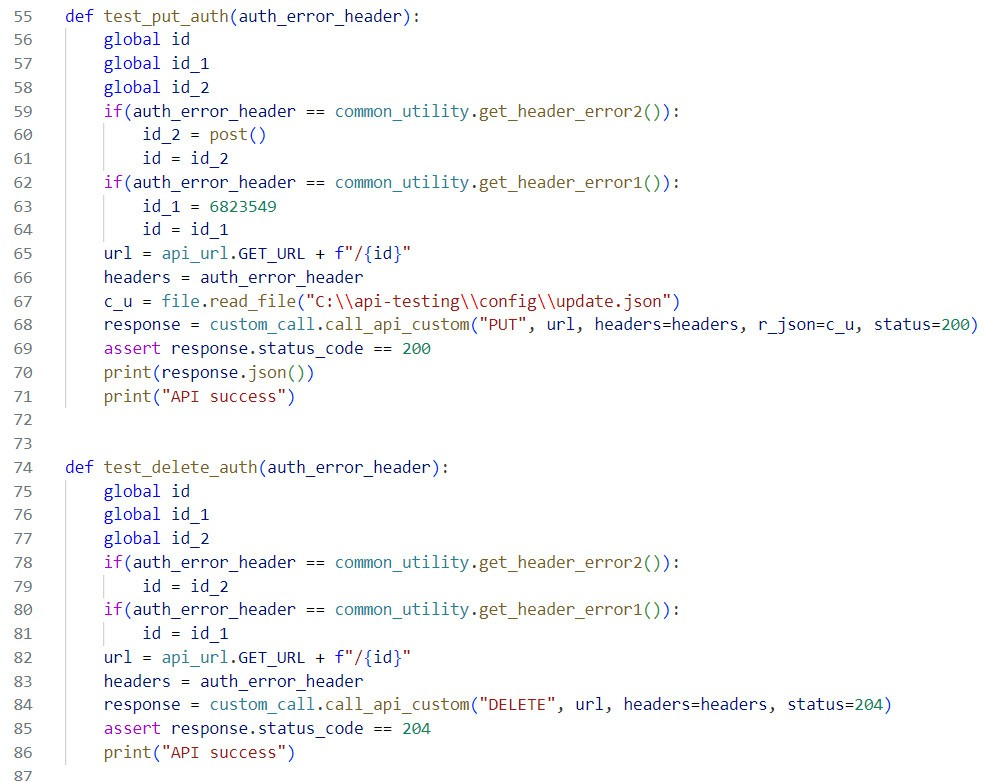 55 def test_put_auth(auth_error_header):
56     global id
57     global id_1
58     global id_2
59     if(auth_error_header == common_utility.get_header_error2()):
60         id_2 = post()
61         id = id_2
62     if(auth_error_header == common_utility.get_header_error1()):
63         id_1 = 6823549
64         id = id_1
65     url = api_url.GET_URL + f"/{id}"
66     headers = auth_error_header
67     c_u = file.read_file("C:\\api-testing\\config\\update.json")
68     response = custom_call.call_api_custom("PUT", url, headers=headers, r_json=c_u, status=200)
69     assert response.status_code == 200
70     print(response.json())
71     print("API success")
72
73
74 def test_delete_auth(auth_error_header):
75     global id
76     global id_1
77     global id_2
78     if(auth_error_header == common_utility.get_header_error2()):
79         id = id_2
80     if(auth_error_header == common_utility.get_header_error1()):
81         id = id_1
82     url = api_url.GET_URL + f"/{id}"
83     headers = auth_error_header
84     response = custom_call.call_api_custom("DELETE", url, headers=headers, status=204)
85     assert response.status_code == 204
86     print("API success")
87